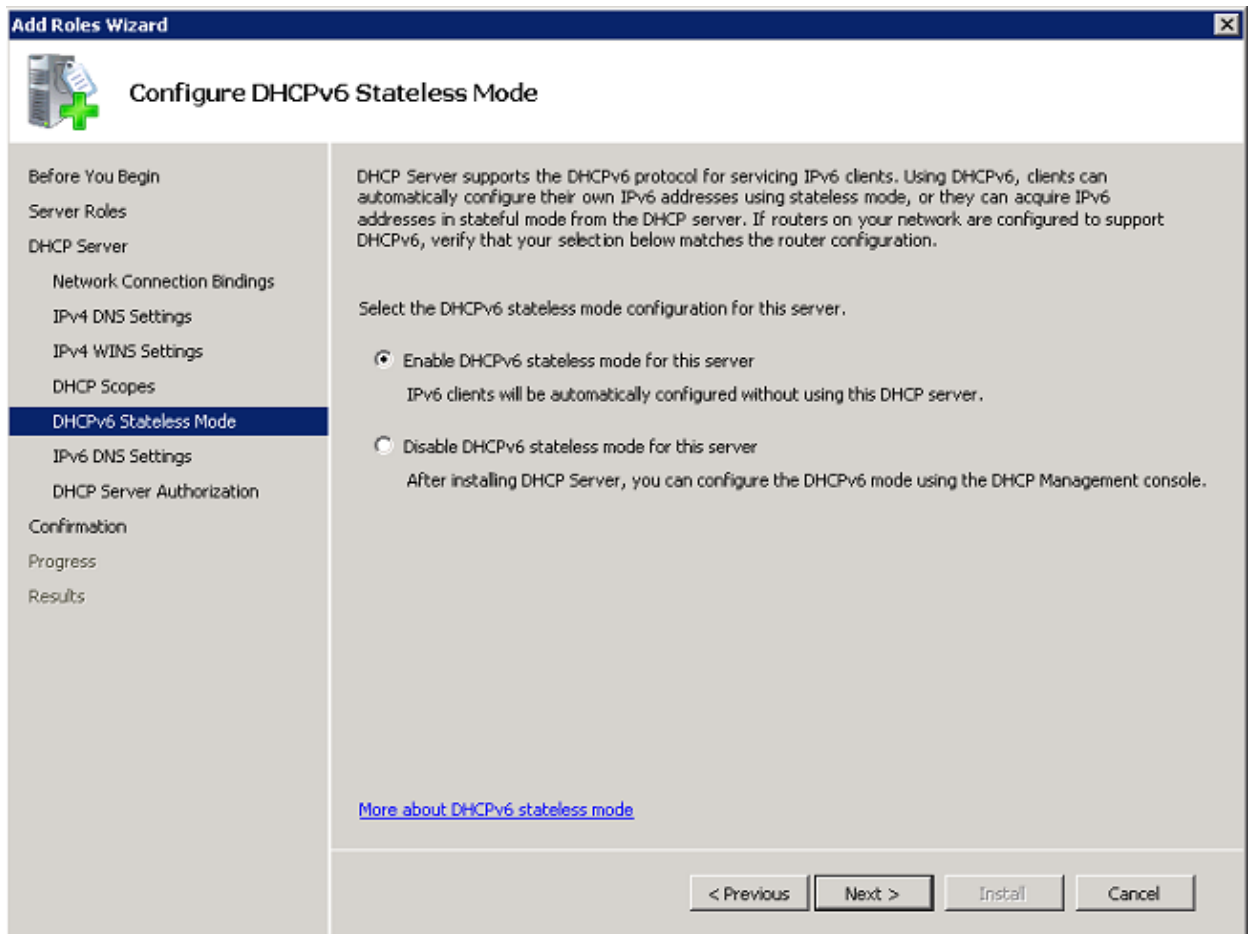 Add Roles Wizard
Configure DHCPv6 Stateless Mode
Before You Begin
Server Roles
DHCP Server
Network Connection Bindings
IPv4 DNS Settings
IPv4 WINS Settings
DHCP Scopes
DHCPv6 Stateless Mode
IPv6 DNS Settings
DHCP Server Authorization
Confirmation
Progress
Results
DHCP Server supports the DHCPv6 protocol for servicing IPv6 clients. Using DHCPv6, clients can
automatically configure their own IPv6 addresses using stateless mode, or they can acquire IPv6
addresses in stateful mode from the DHCP server. If routers on your network are configured to support
DHCPv6, verify that your selection below matches the router configuration.
Select the DHCPv6 stateless mode configuration for this server.
Enable DHCPv6 stateless mode for this server
IPv6 clients will be automatically configured without using this DHCP server.
Disable DHCPv6 stateless mode for this server
After installing DHCP Server, you can configure the DHCPv6 mode using the DHCP Management console.
More about DHCPv6 stateless mode
< Previous
Next >
Install
Cancel